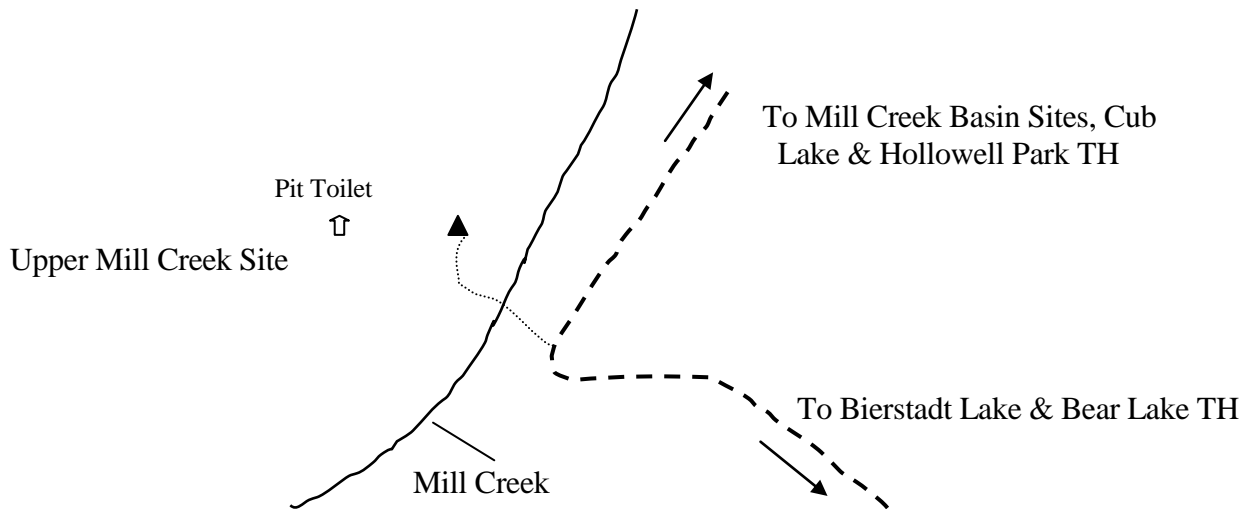 To Mill Creek Basin Sites, Cub
Lake & Hollowell Park TH
Pit Toilet
Upper Mill Creek Site
To Bierstadt Lake & Bear Lake TH
Mill Creek